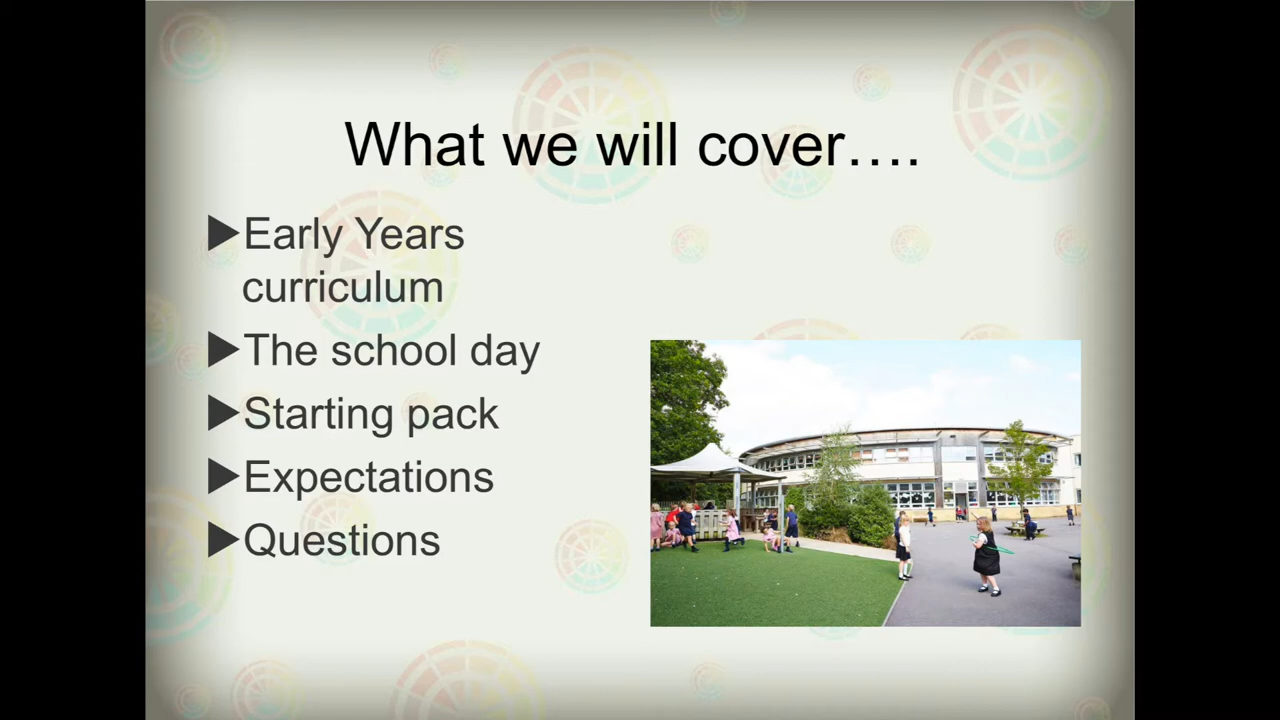 What we will cover….
Early Years
curriculum
The school day
Starting pack
Expectations
Questions